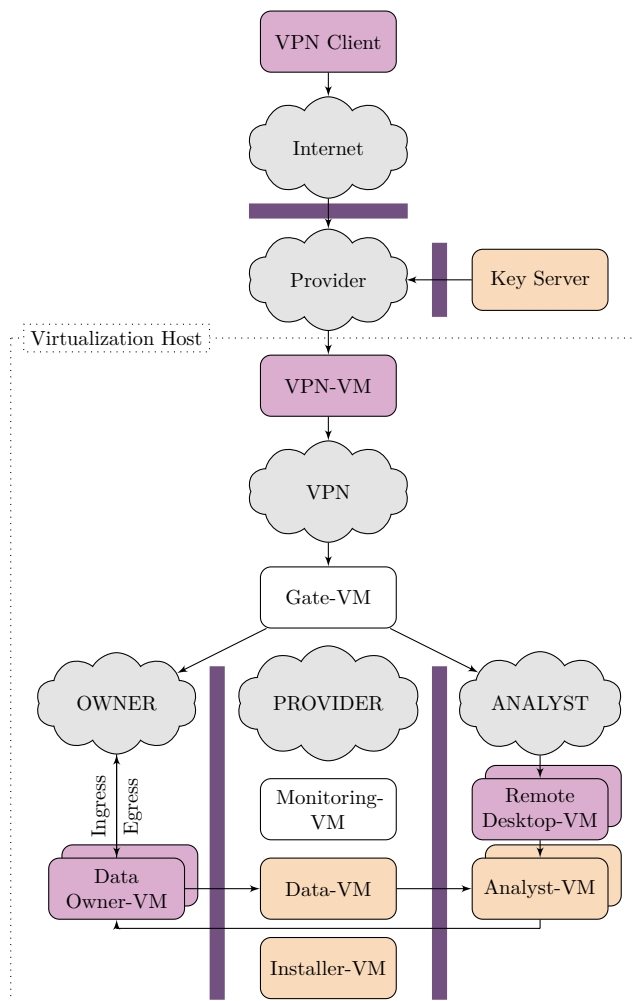 VPN Client
Internet
Provider
Key Server
Virtualization Host
VPN-VM
VPN
Gate-VM
OWNER
PROVIDER
ANALYST
Ingress
Egress
Monitoring-
VM
Remote
Desktop-VM
Data
Owner-VM
Data-VM
Analyst-VM
Installer-VM